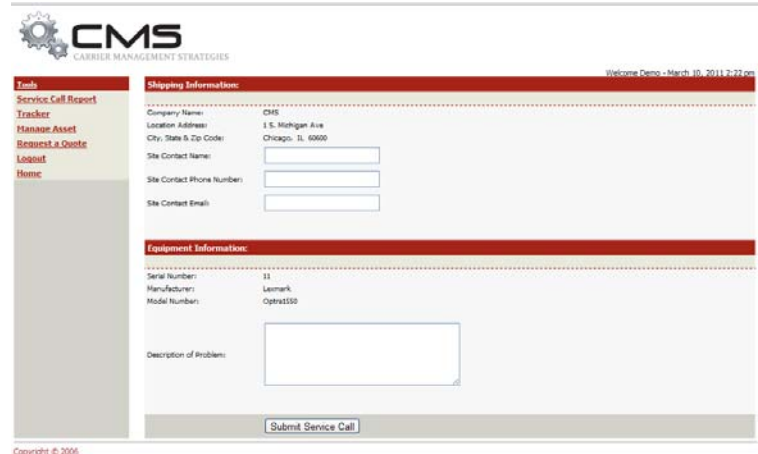 CMS
CARRIER MANAGEMENT STRATEGIES
Welcome Demo - March 10, 2011 2:22 pm
Tools
Service Call Report
Tracker
Manage Asset
Request a Quote
Logout
Home
Shipping Information:
Company Name: CMS
Location Address: 1 S. Michigan Ave
City, State & Zip Code: Chicago, IL 60600
Site Contact Name:
Site Contact Phone Number:
Site Contact Email:
Equipment Information:
Serial Number: 11
Manufacturer: Lexmark
Model Number: Optra1550
Description of Problem:
Submit Service Call
Copyright © 2006